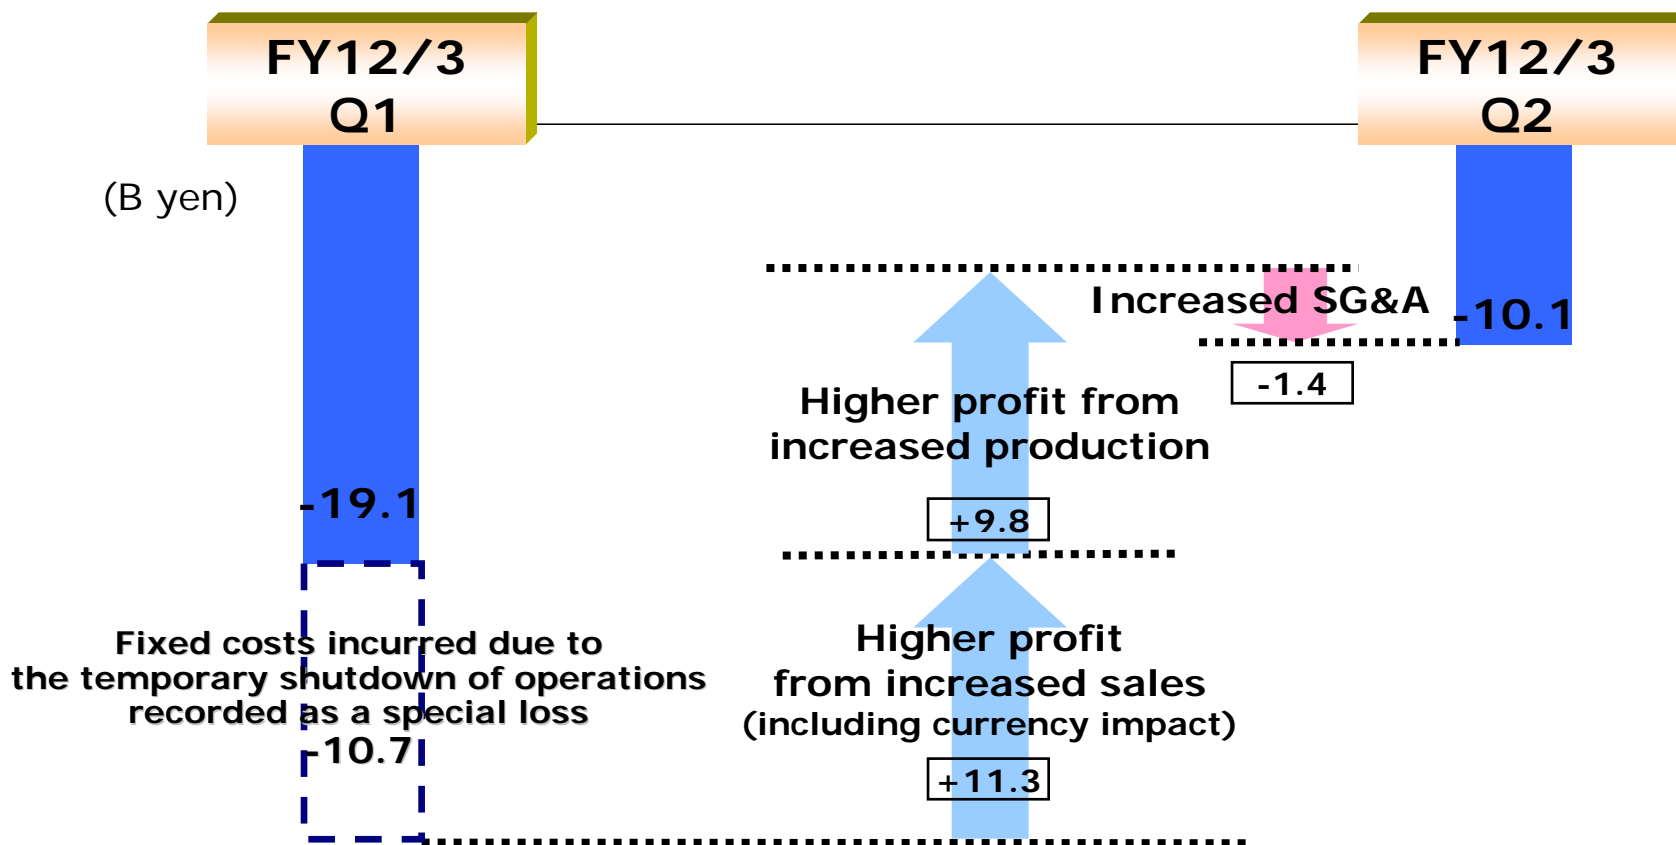 FY12/3
Q1
FY12/3
Q2
(B yen)
Increased SG&A
-10.1
-1.4
Higher profit from
increased production
-19.1
+9.8
Fixed costs incurred due to
the temporary shutdown of operations
recorded as a special loss
-10.7
Higher profit
from increased sales
(including currency impact)
+11.3